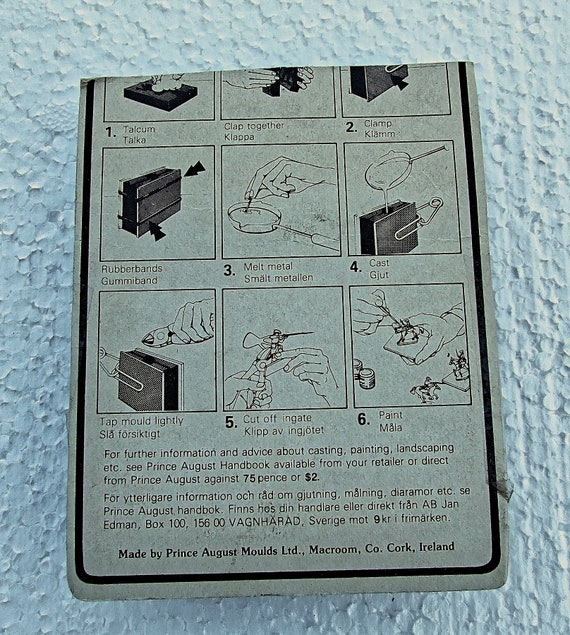 1. Talcum
Talka
Clap together
Klappa
2. Clamp
Klämm
Rubberbands
Gummiband
3. Melt metal
Smält metallen
4. Cast
Gjut
Tap mould lightly
Slå försiktigt
5. Cut off ingate
Klipp av ingjötet
6. Paint
Måla
For further information and advice about casting, painting, landscaping
etc. see Prince August Handbook available from your retailer or direct
from Prince August against 75 pence or $2.
För ytterligare information och råd om gjutning, målning, diaramor etc. se
Prince August handbok. Finns hos din handlare eller direkt från AB Jan
Edman, Box 100, 156 00 VAGNHÄRAD, Sverige mot 9 kr i frimärken.
Made by Prince August Moulds Ltd., Macroom, Co. Cork, Ireland